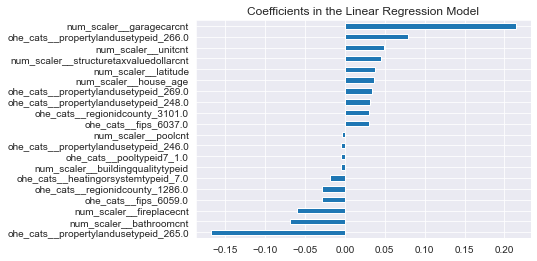 Coefficients in the Linear Regression Model
num_scaler__garagecarcnt
ohe_cats__propertylandusetypeid_266.0
num_scaler__unitcnt
num_scaler__structuretaxvaluedollarcnt
num_scaler__latitude
num_scaler__house_age
ohe_cats__propertylandusetypeid_269.0
ohe_cats__propertylandusetypeid_248.0
ohe_cats__regionidcounty_3101.0
ohe_cats__fips_6037.0
num_scaler__poolcnt
ohe_cats__propertylandusetypeid_246.0
ohe_cats__pooltypeid7_1.0
num_scaler__buildingqualitytypeid
ohe_cats__heatingorsystemtypeid_7.0
ohe_cats__regionidcounty_1286.0
ohe_cats__fips_6059.0
num_scaler__fireplacecnt
num_scaler__bathroomcnt
ohe_cats__propertylandusetypeid_265.0
−0.15 −0.10 −0.05 0.00 0.05 0.10 0.15 0.20